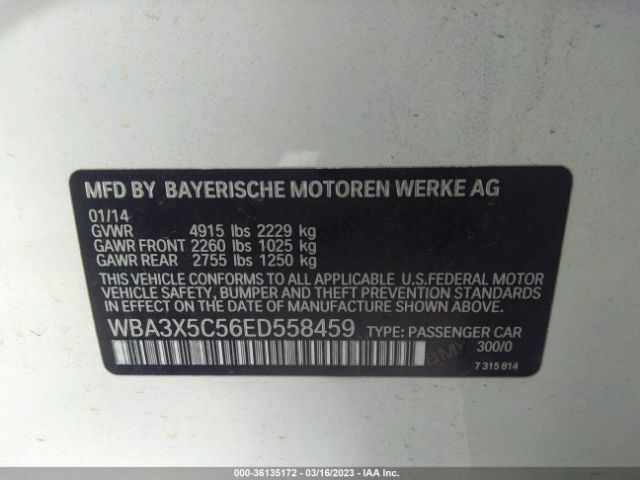 MFD BY BAYERISCHE MOTOREN WERKE AG
01/14
GVWR 4915 lbs 2229 kg
GAWR FRONT 2260 lbs 1025 kg
GAWR REAR 2755 lbs 1250 kg
THIS VEHICLE CONFORMS TO ALL APPLICABLE U.S.FEDERAL MOTOR
VEHICLE SAFETY, BUMPER AND THEFT PREVENTION STANDARDS
IN EFFECT ON THE DATE OF MANUFACTURE SHOWN ABOVE.
WBA3X5C56ED558459 TYPE: PASSENGER CAR
300/0
7 315 814
000-36135172 - 03/16/2023 - IAAI.COM